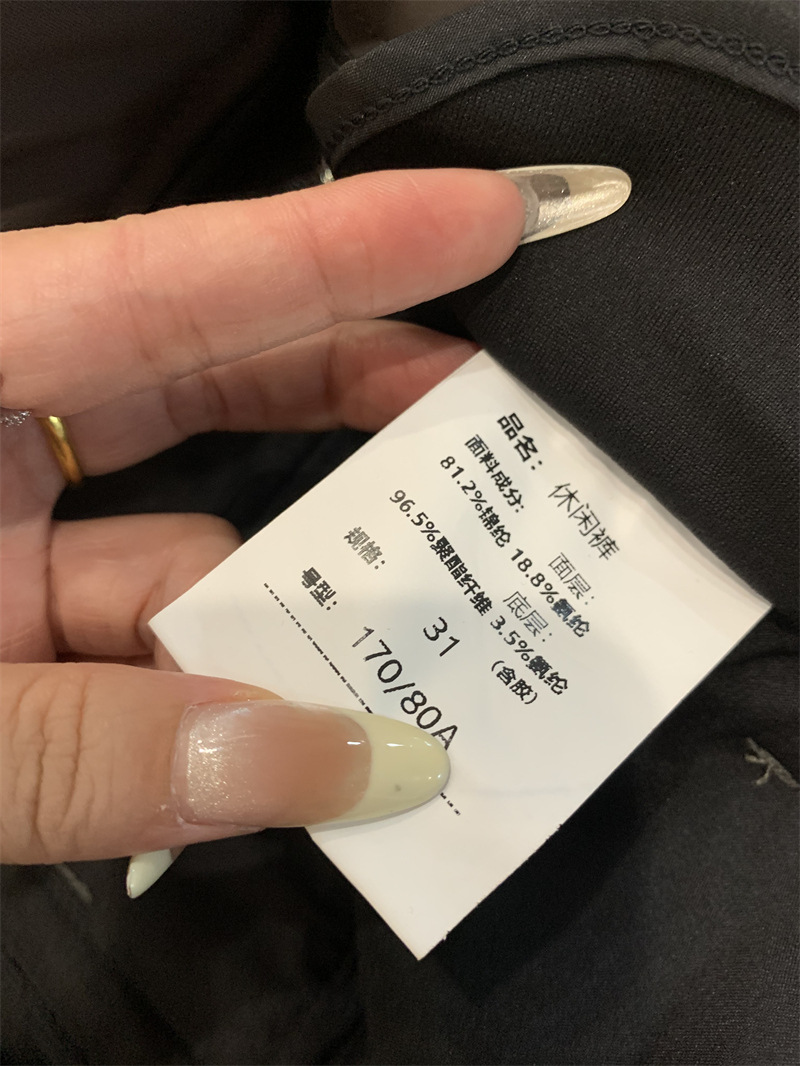 品名： 休闲裤
面料成分： 面层：
81.2%锦纶 18.8%氨纶
底层：
96.5%聚酯纤维 3.5%氨纶
（含胶）
规格： 31
号型： 170/80A